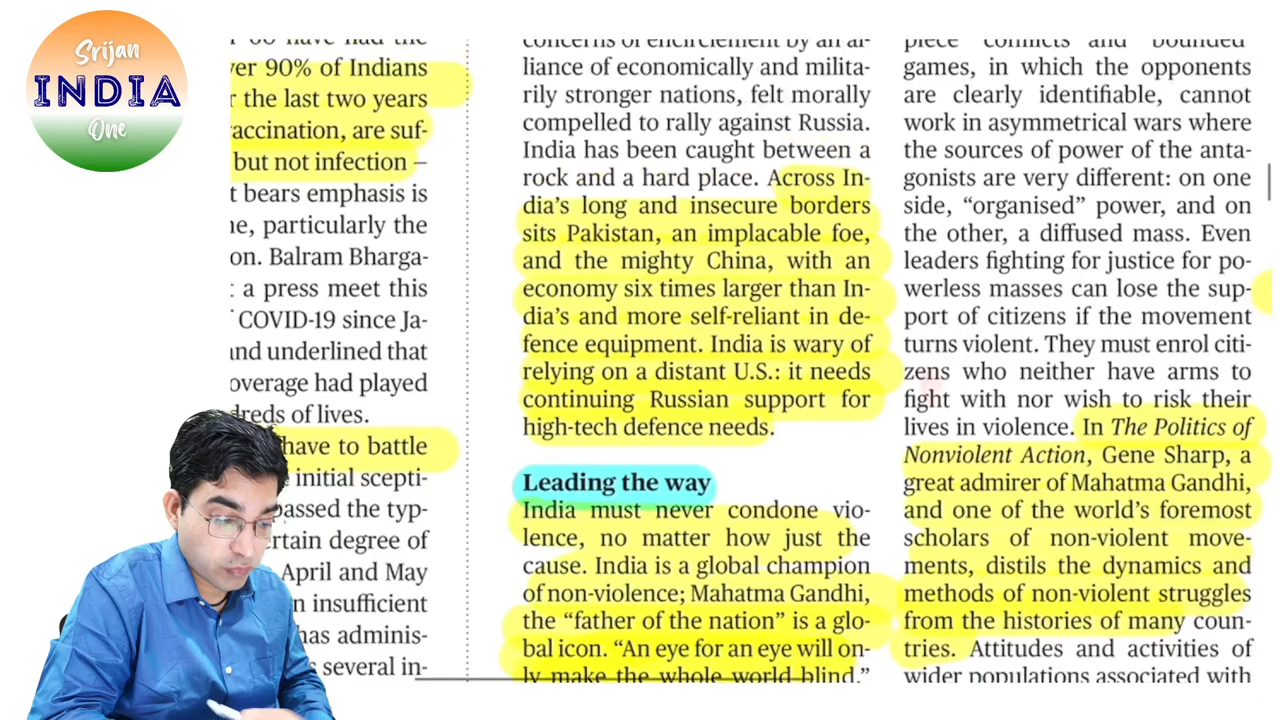 Srijan
INDIA
One
ver 90% of Indians
r the last two years
vaccination, are suf-
but not infection –
t bears emphasis is
ne, particularly the
on. Balram Bharga-
t a press meet this
f COVID-19 since Ja-
and underlined that
overage had played
dreds of lives.
have to battle
initial scepti-
passed the typ-
ertain degree of
April and May
n insufficient
has adminis-
s several in-
concerns of encirclement by an al-
liance of economically and milita-
rily stronger nations, felt morally
compelled to rally against Russia.
India has been caught between a
rock and a hard place. Across In-
dia's long and insecure borders
sits Pakistan, an implacable foe,
and the mighty China, with an
economy six times larger than In-
dia's and more self-reliant in de-
fence equipment. India is wary of
relying on a distant U.S.: it needs
continuing Russian support for
high-tech defence needs.
Leading the way
India must never condone vio-
lence, no matter how just the
cause. India is a global champion
of non-violence; Mahatma Gandhi,
the “father of the nation” is a glo-
bal icon. “An eye for an eye will on-
ly make the whole world blind.”
piece conflicts and bounded
games, in which the opponents
are clearly identifiable, cannot
work in asymmetrical wars where
the sources of power of the anta-
gonists are very different: on one
side, “organised” power, and on
the other, a diffused mass. Even
leaders fighting for justice for po-
werless masses can lose the sup-
port of citizens if the movement
turns violent. They must enrol citi-
zens who neither have arms to
fight with nor wish to risk their
lives in violence. In The Politics of
Nonviolent Action, Gene Sharp, a
great admirer of Mahatma Gandhi,
and one of the world's foremost
scholars of non-violent move-
ments, distils the dynamics and
methods of non-violent struggles
from the histories of many coun-
tries. Attitudes and activities of
wider populations associated with